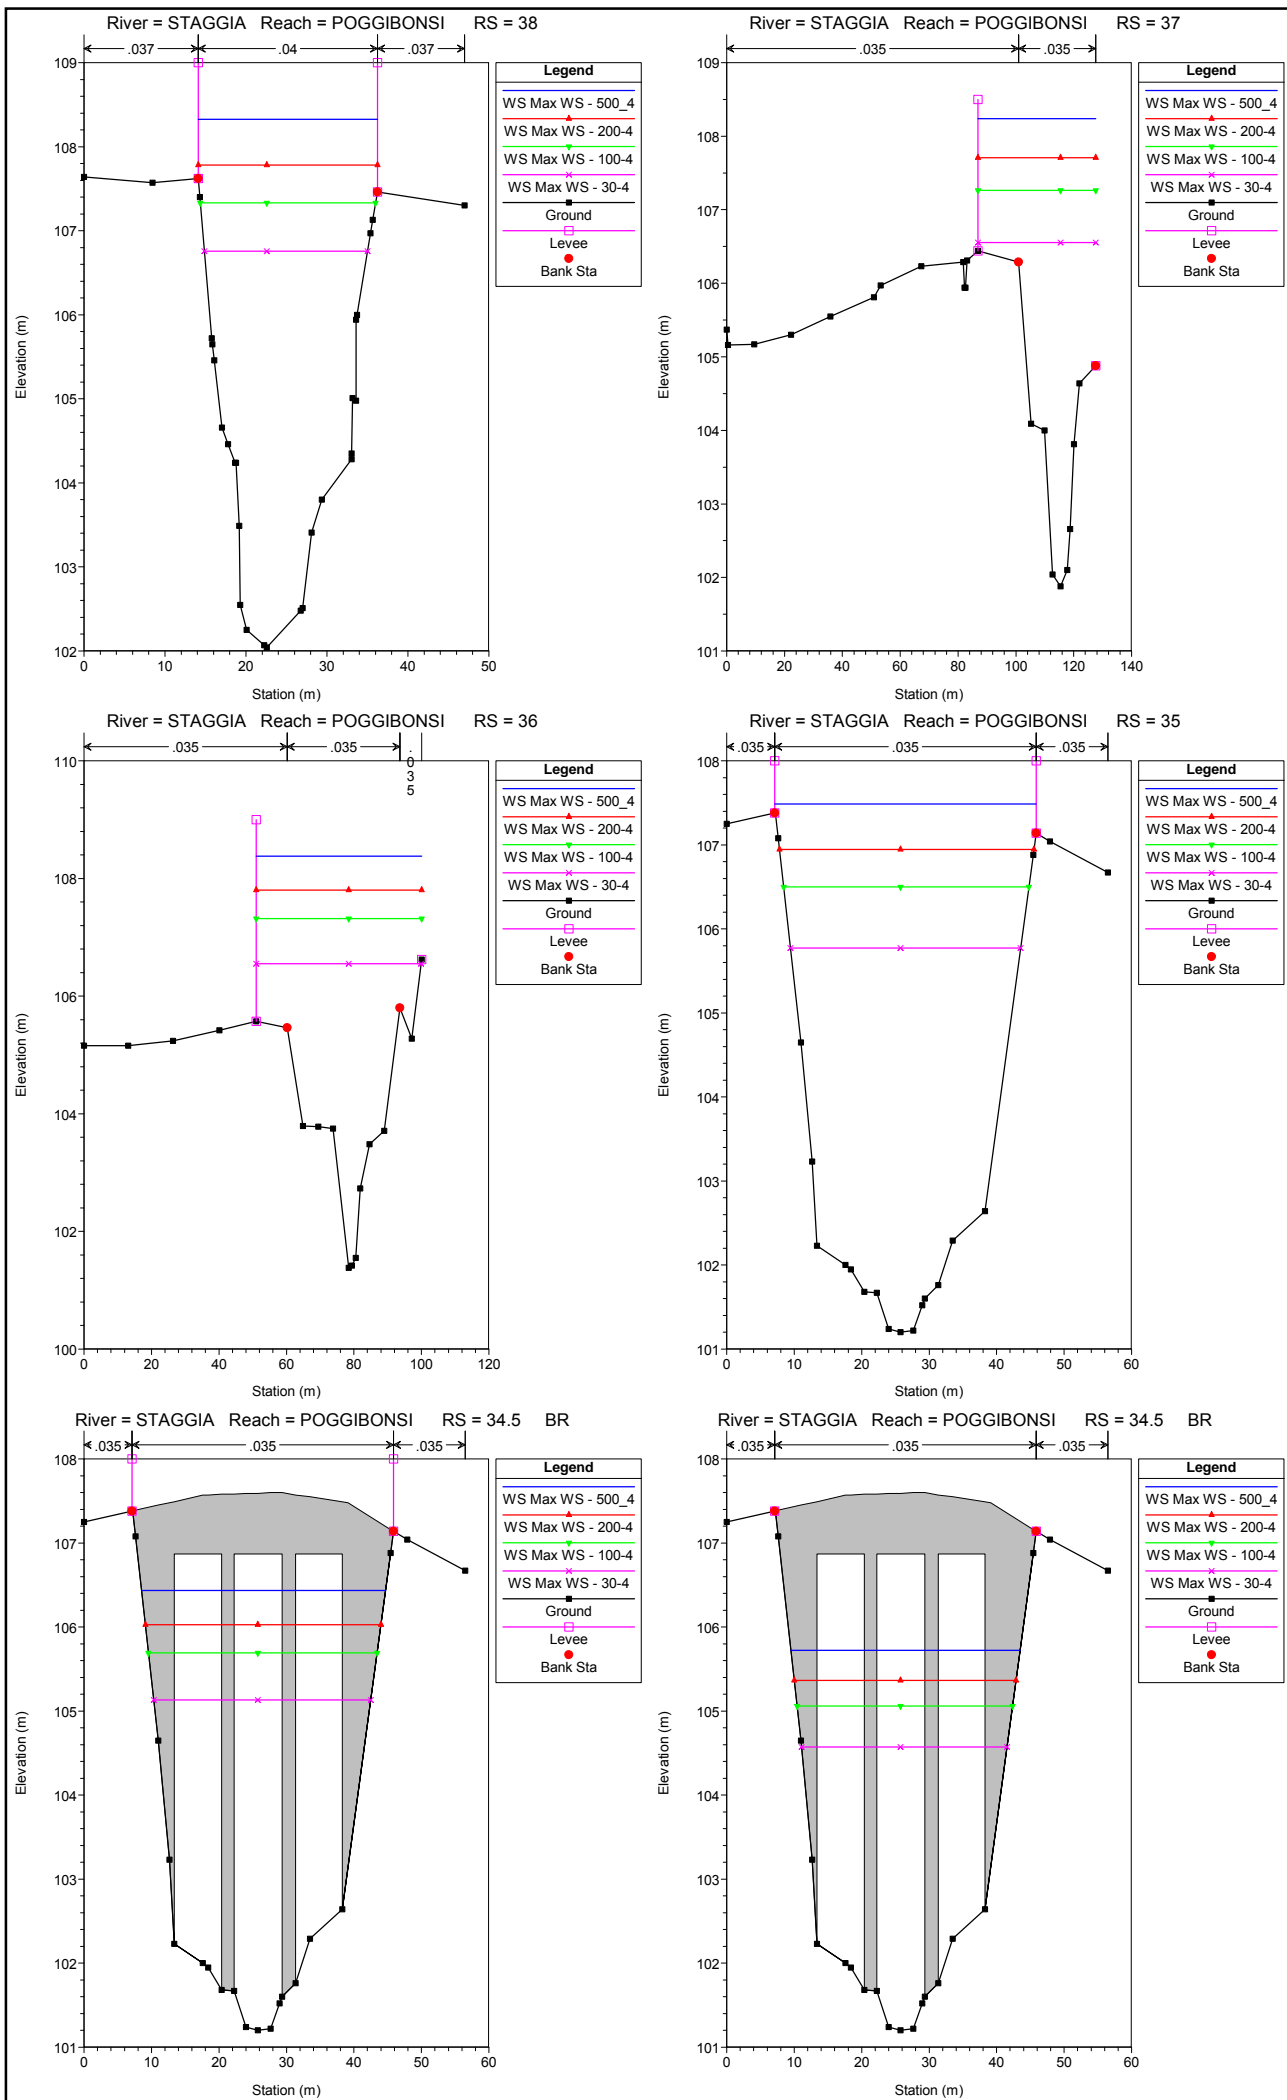 River = STAGGIA Reach = POGGIBONSI RS = 38
.037 .04 .037
109
108
107
106
105
104
103
102
0 10 20 30 40 50
Station (m)
Elevation (m)
Legend
WS Max WS - 500_4
WS Max WS - 200-4
WS Max WS - 100-4
WS Max WS - 30-4
Ground
Levee
Bank Sta
River = STAGGIA Reach = POGGIBONSI RS = 37
.035 .035
109
108
107
106
105
104
103
102
101
0 20 40 60 80 100 120 140
Station (m)
Elevation (m)
Legend
WS Max WS - 500_4
WS Max WS - 200-4
WS Max WS - 100-4
WS Max WS - 30-4
Ground
Levee
Bank Sta
River = STAGGIA Reach = POGGIBONSI RS = 36
.035 .035 .035
110
108
106
104
102
100
0 20 40 60 80 100 120
Station (m)
Elevation (m)
Legend
WS Max WS - 500_4
WS Max WS - 200-4
WS Max WS - 100-4
WS Max WS - 30-4
Ground
Levee
Bank Sta
River = STAGGIA Reach = POGGIBONSI RS = 35
.035 .035 .035
108
107
106
105
104
103
102
101
0 10 20 30 40 50 60
Station (m)
Elevation (m)
Legend
WS Max WS - 500_4
WS Max WS - 200-4
WS Max WS - 100-4
WS Max WS - 30-4
Ground
Levee
Bank Sta
River = STAGGIA Reach = POGGIBONSI RS = 34.5 BR
.035 .035 .035
108
107
106
105
104
103
102
101
0 10 20 30 40 50 60
Station (m)
Elevation (m)
Legend
WS Max WS - 500_4
WS Max WS - 200-4
WS Max WS - 100-4
WS Max WS - 30-4
Ground
Levee
Bank Sta
River = STAGGIA Reach = POGGIBONSI RS = 34.5 BR
.035 .035 .035
108
107
106
105
104
103
102
101
0 10 20 30 40 50 60
Station (m)
Elevation (m)
Legend
WS Max WS - 500_4
WS Max WS - 200-4
WS Max WS - 100-4
WS Max WS - 30-4
Ground
Levee
Bank Sta